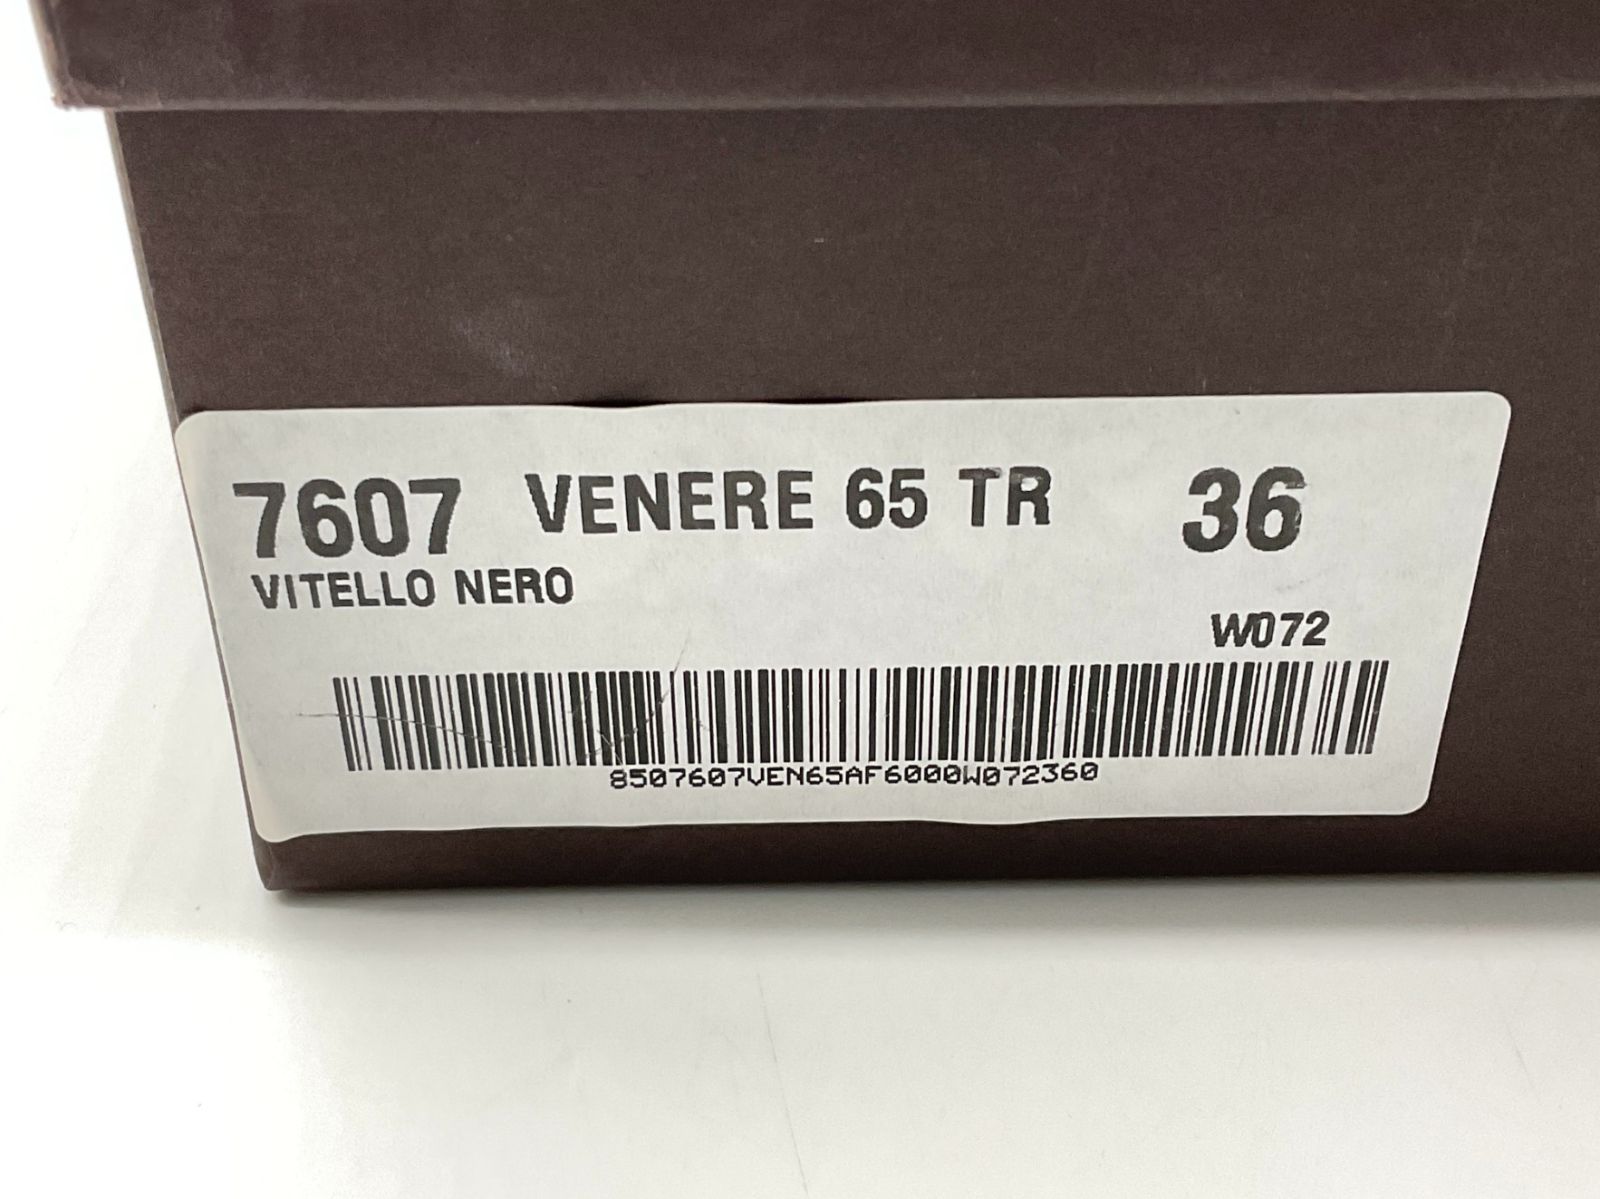 7607 VENERE 65 TR 36
VITELLO NERO
W072
8507607VEN65AF6000W072360